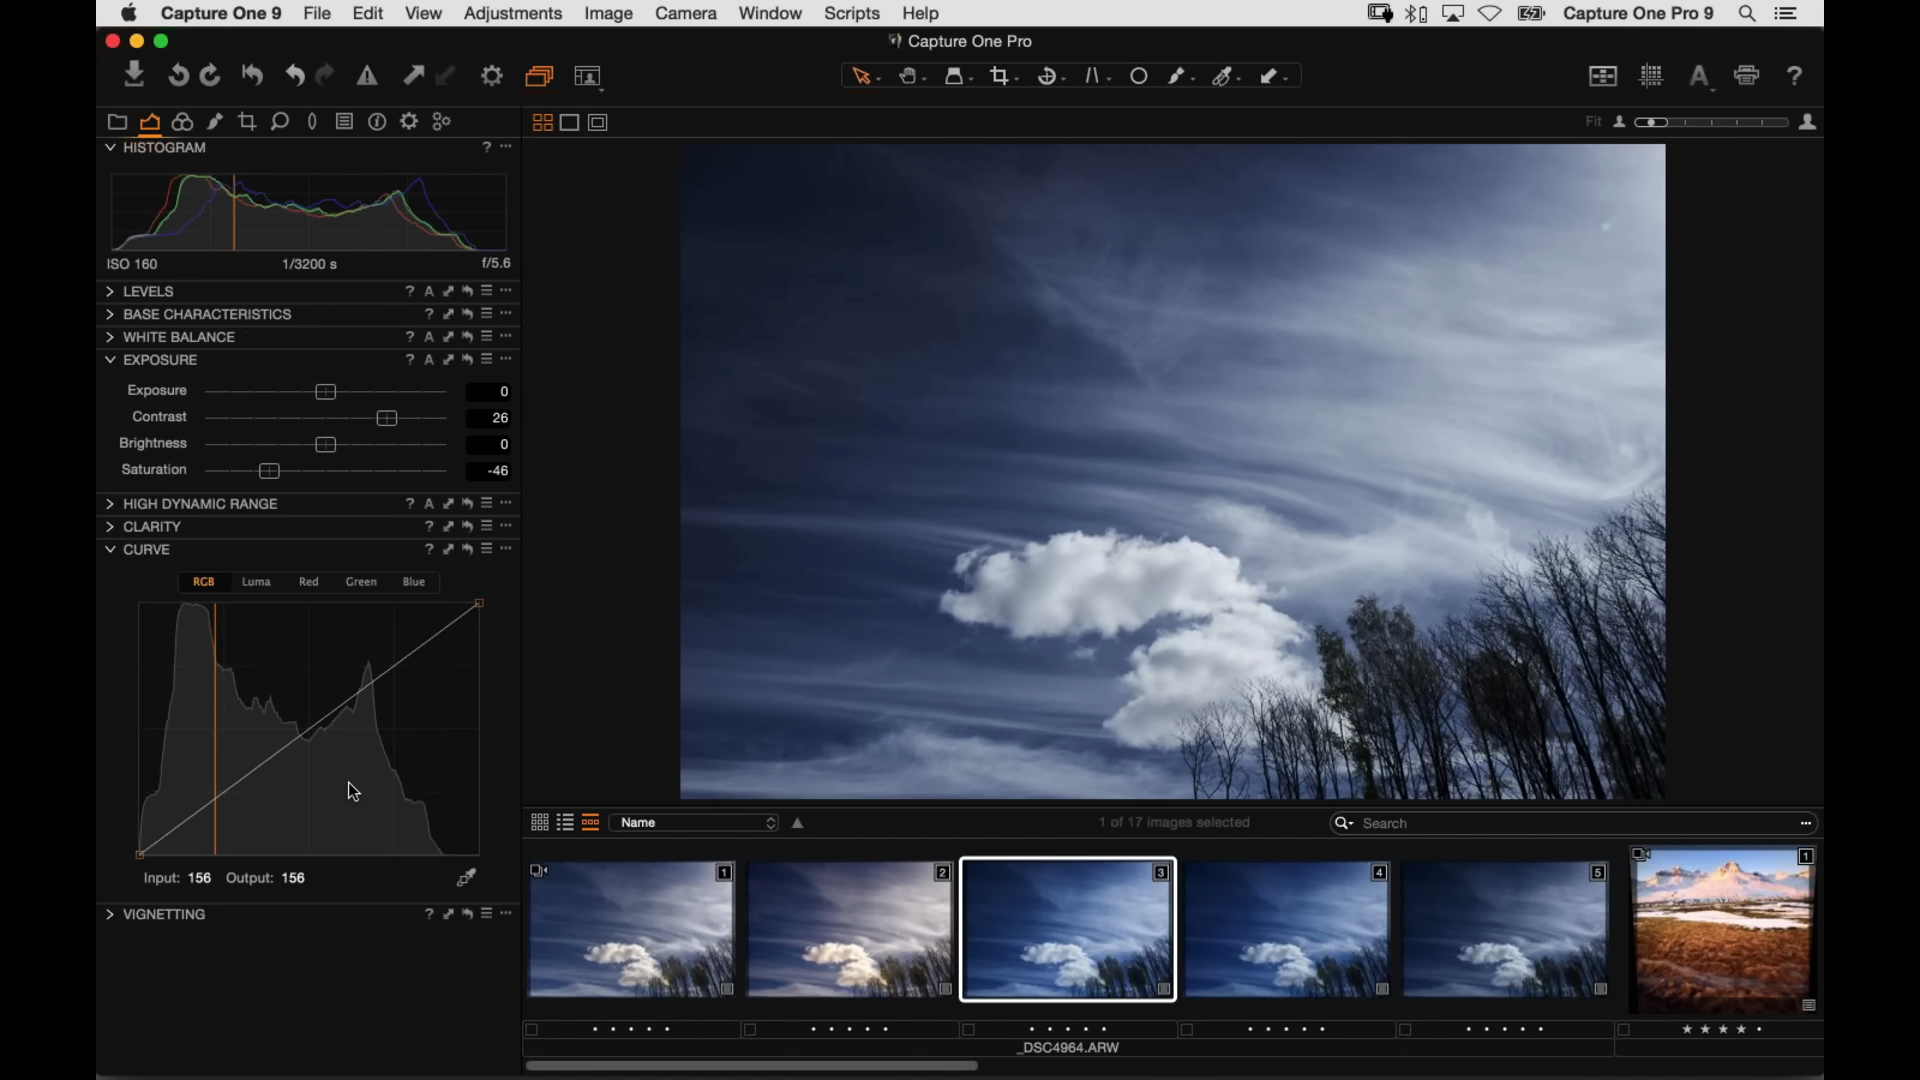 Capture One 9 File Edit View Adjustments Image Camera Window Scripts Help Capture One Pro 9
Capture One Pro
A ?
Fit
HISTOGRAM ?
ISO 160 1/3200 s f/5.6
LEVELS ? A
BASE CHARACTERISTICS ?
WHITE BALANCE ? A
EXPOSURE ? A
Exposure 0
Contrast 26
Brightness 0
Saturation -46
HIGH DYNAMIC RANGE ? A
CLARITY ?
CURVE ?
RGB Luma Red Green Blue
Input: 156 Output: 156
VIGNETTING ?
Name 1 of 17 images selected Search
1 2 3 4 5 1
_DSC4964.ARW